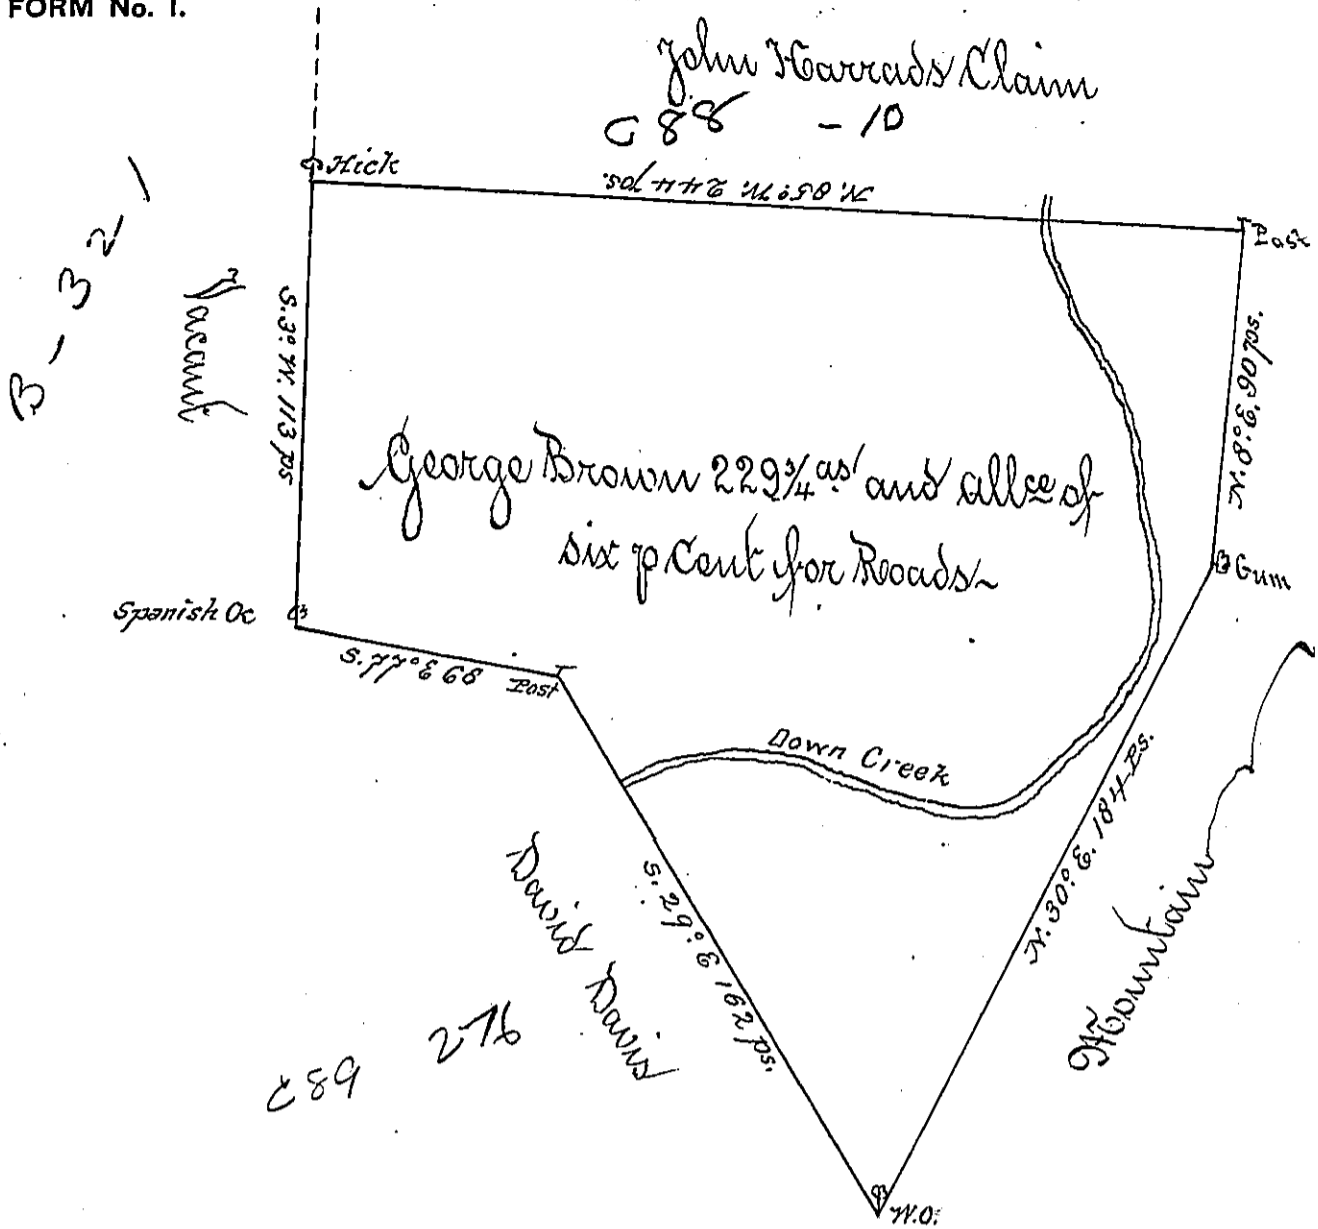 FORM No. 1.
John Harrads Claim
C 88 - 10
Hick
N. 85° W. 244 ps.
Post
B - 321
Vacant
S. 3° W. 113 ps
N. 8° E. 90 ps.
George Brown 229¾ as and allce of
six p Cent for Roads~
Gum
Spanish Oc
S. 77° E 68
Post
Down Creek
N. 30° E. 184 Ps.
Mountain
David Davis
S. 29° E 162 ps.
C 89 276
W.O.